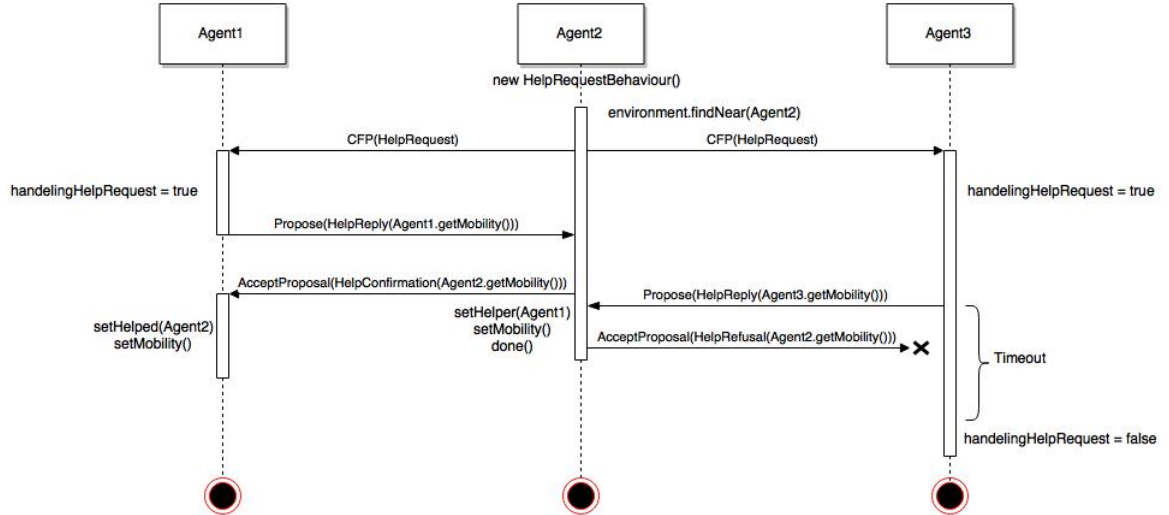 Agent1
Agent2
Agent3
new HelpRequestBehaviour()
environment.findNear(Agent2)
CFP(HelpRequest)
CFP(HelpRequest)
handelingHelpRequest = true
handelingHelpRequest = true
Propose(HelpReply(Agent1.getMobility()))
AcceptProposal(HelpConfirmation(Agent2.getMobility()))
Propose(HelpReply(Agent3.getMobility()))
setHelped(Agent2)
setMobility()
setHelper(Agent1)
setMobility()
done()
AcceptProposal(HelpRefusal(Agent2.getMobility()))
Timeout
handelingHelpRequest = false